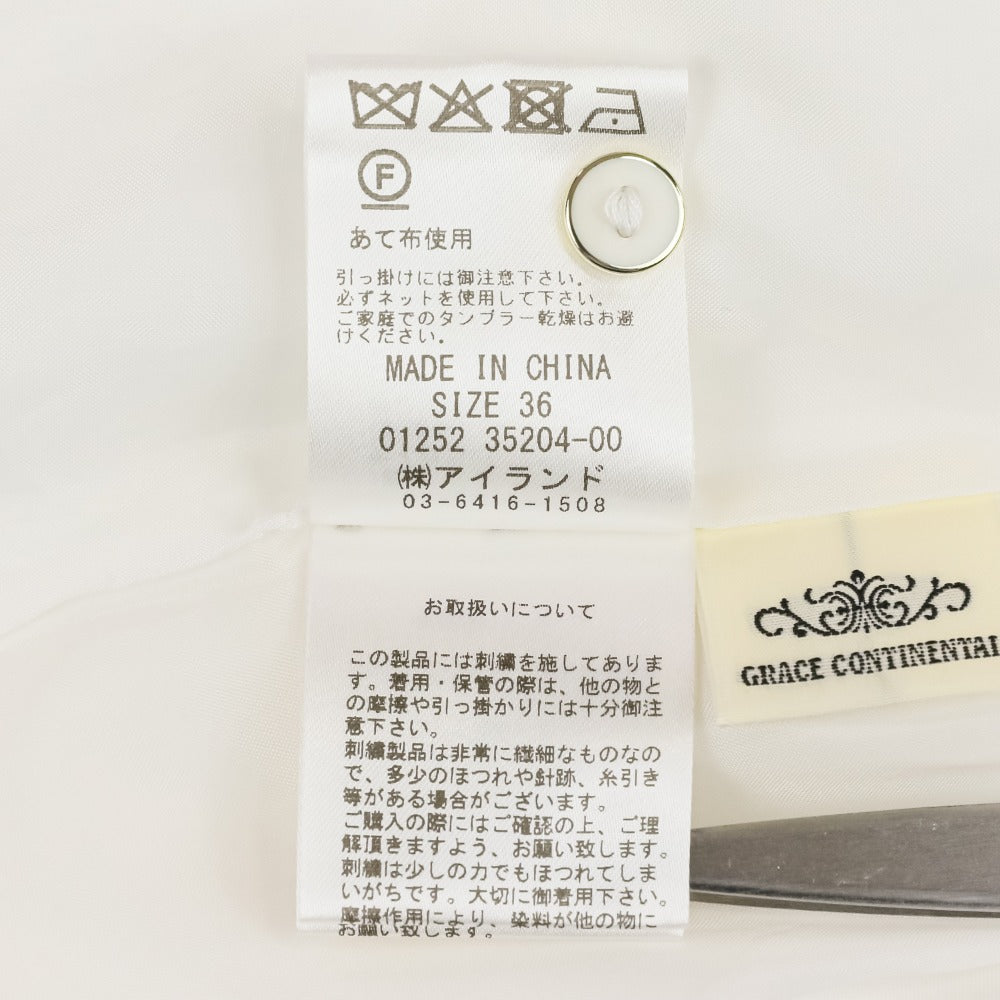 F
あて布使用
引っ掛けには御注意下さい。
必ずネットを使用して下さい。
ご家庭でのタンブラー乾燥はお避
けください。
MADE IN CHINA
SIZE 36
01252 35204-00
㈱アイランド
03-6416-1508
お取扱いについて
この製品には刺繍を施してありま
す。着用・保管の際は、他の物と
の摩擦や引っ掛かりには十分御注
意下さい。
刺繍製品は非常に繊細なものなの
で、多少のほつれや針跡、糸引き
等がある場合がございます。
ご購入の際にはご確認の上、ご理
解頂きますよう、お願い致します。
刺繍は少しの力でもほつれてしま
いがちです。大切に御着用下さい。
摩擦作用により、染料が他の物に
お願い致します。
GRACE CONTINENTAL